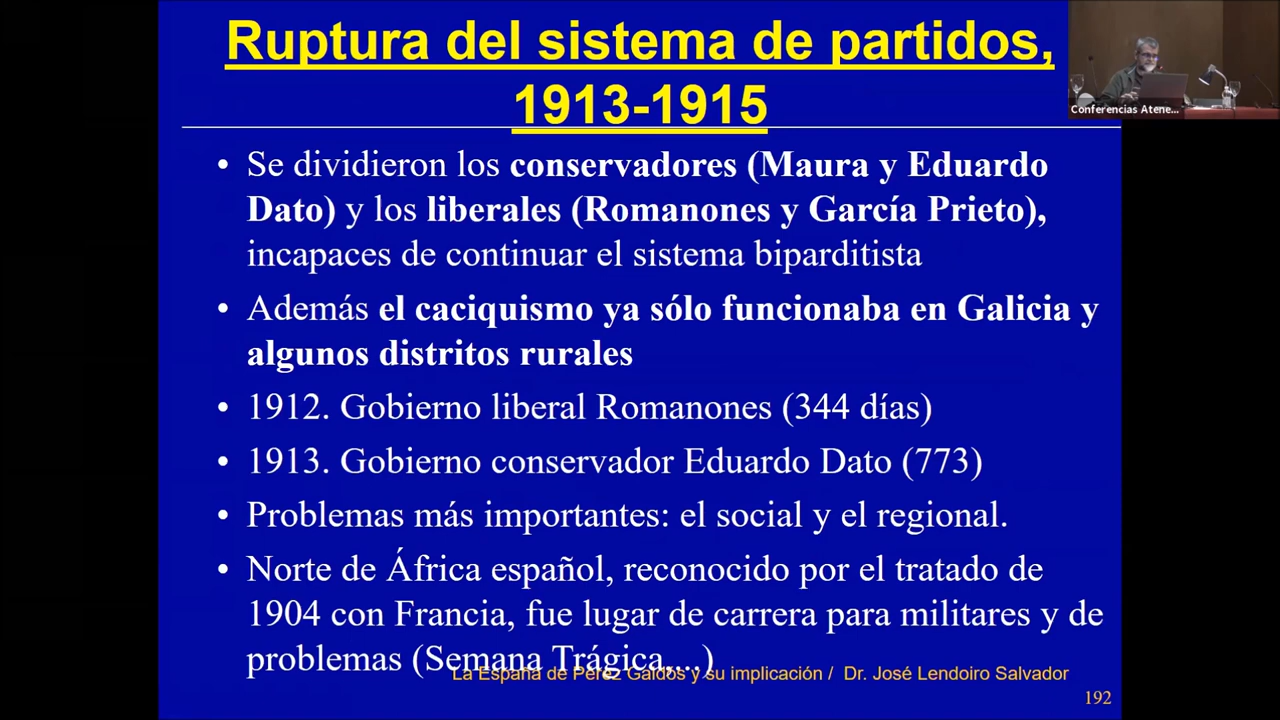 Ruptura del sistema de partidos,
1913-1915
Conferencias Atene...
• Se dividieron los conservadores (Maura y Eduardo
Dato) y los liberales (Romanones y García Prieto),
incapaces de continuar el sistema biparditista
• Además el caciquismo ya sólo funcionaba en Galicia y
algunos distritos rurales
• 1912. Gobierno liberal Romanones (344 días)
• 1913. Gobierno conservador Eduardo Dato (773)
• Problemas más importantes: el social y el regional.
• Norte de África español, reconocido por el tratado de
1904 con Francia, fue lugar de carrera para militares y de
problemas (Semana Trágica,...)
La España de Pérez Galdós y su implicación / Dr. José Lendoiro Salvador
192